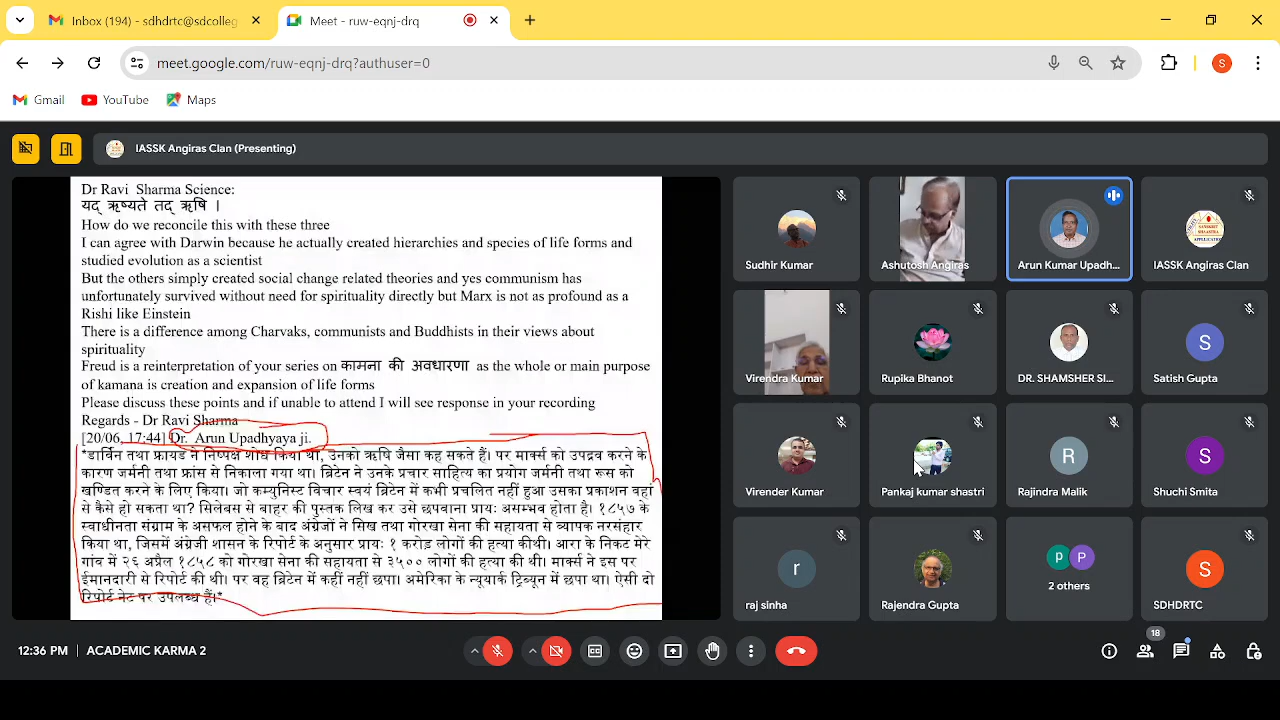 Inbox (194) - sdhdrtc@sdcolleg
Meet - ruw-eqnj-drq
meet.google.com/ruw-eqnj-drq?authuser=0
Gmail
YouTube
Maps
IASSK Angiras Clan (Presenting)
Dr Ravi Sharma Science:
यद् ऋष्यते तद् ऋषि ।
How do we reconcile this with these three
I can agree with Darwin because he actually created hierarchies and species of life forms and
studied evolution as a scientist
But the others simply created social change related theories and yes communism has
unfortunately survived without need for spirituality directly but Marx is not as profound as a
Rishi like Einstein
There is a difference among Charvaks, communists and Buddhists in their views about
spirituality
Freud is a reinterpretation of your series on कामना की अवधारणा as the whole or main purpose
of kamana is creation and expansion of life forms
Please discuss these points and if unable to attend I will see response in your recording
Regards - Dr Ravi Sharma
[20/06, 17:44] Dr. Arun Upadhyaya ji.
*डार्विन तथा फ्रायड ने निष्पक्ष शोध किया था, उनको ऋषि जैसा कह सकते हैं। पर मार्क्स को उपद्रव करने के
कारण जर्मनी तथा फ्रांस से निकाला गया था। ब्रिटेन ने उनके प्रचार साहित्य का प्रयोग जर्मनी तथा रूस को
खण्डित करने के लिए किया। जो कम्युनिस्ट विचार स्वयं ब्रिटेन में कभी प्रचलित नहीं हुआ उसका प्रकाशन वहां
से कैसे हो सकता था? सिलेबस से बाहर की पुस्तक लिख कर उसे छपवाना प्रायः असम्भव होता है। १८५७ के
स्वाधीनता संग्राम के असफल होने के बाद अंग्रेजों ने सिख तथा गोरखा सेना की सहायता से व्यापक नरसंहार
किया था, जिसमें अंग्रेजी शासन के रिपोर्ट के अनुसार प्रायः १ करोड़ लोगों की हत्या कीथी। आरा के निकट मेरे
गांव में २६ अप्रैल १८५८ को गोरखा सेना की सहायता से ३५०० लोगों की हत्या की थी। मार्क्स ने इस पर
ईमानदारी से रिपोर्ट की थी। पर वह ब्रिटेन में कहीं नहीं छपा। अमेरिका के न्यूयार्क ट्रिब्यून में छपा था। ऐसी दो
रिपोर्ट नेट पर उपलब्ध हैं।*
Sudhir Kumar
Ashutosh Angiras
Arun Kumar Upadh...
IASSK Angiras Clan
Virendra Kumar
Rupika Bhanot
DR. SHAMSHER SI...
S
Satish Gupta
Virender Kumar
Pankaj kumar shastri
R
Rajindra Malik
S
Shuchi Smita
r
raj sinha
Rajendra Gupta
P P
2 others
S
SDHDRTC
12:36 PM
ACADEMIC KARMA 2
18